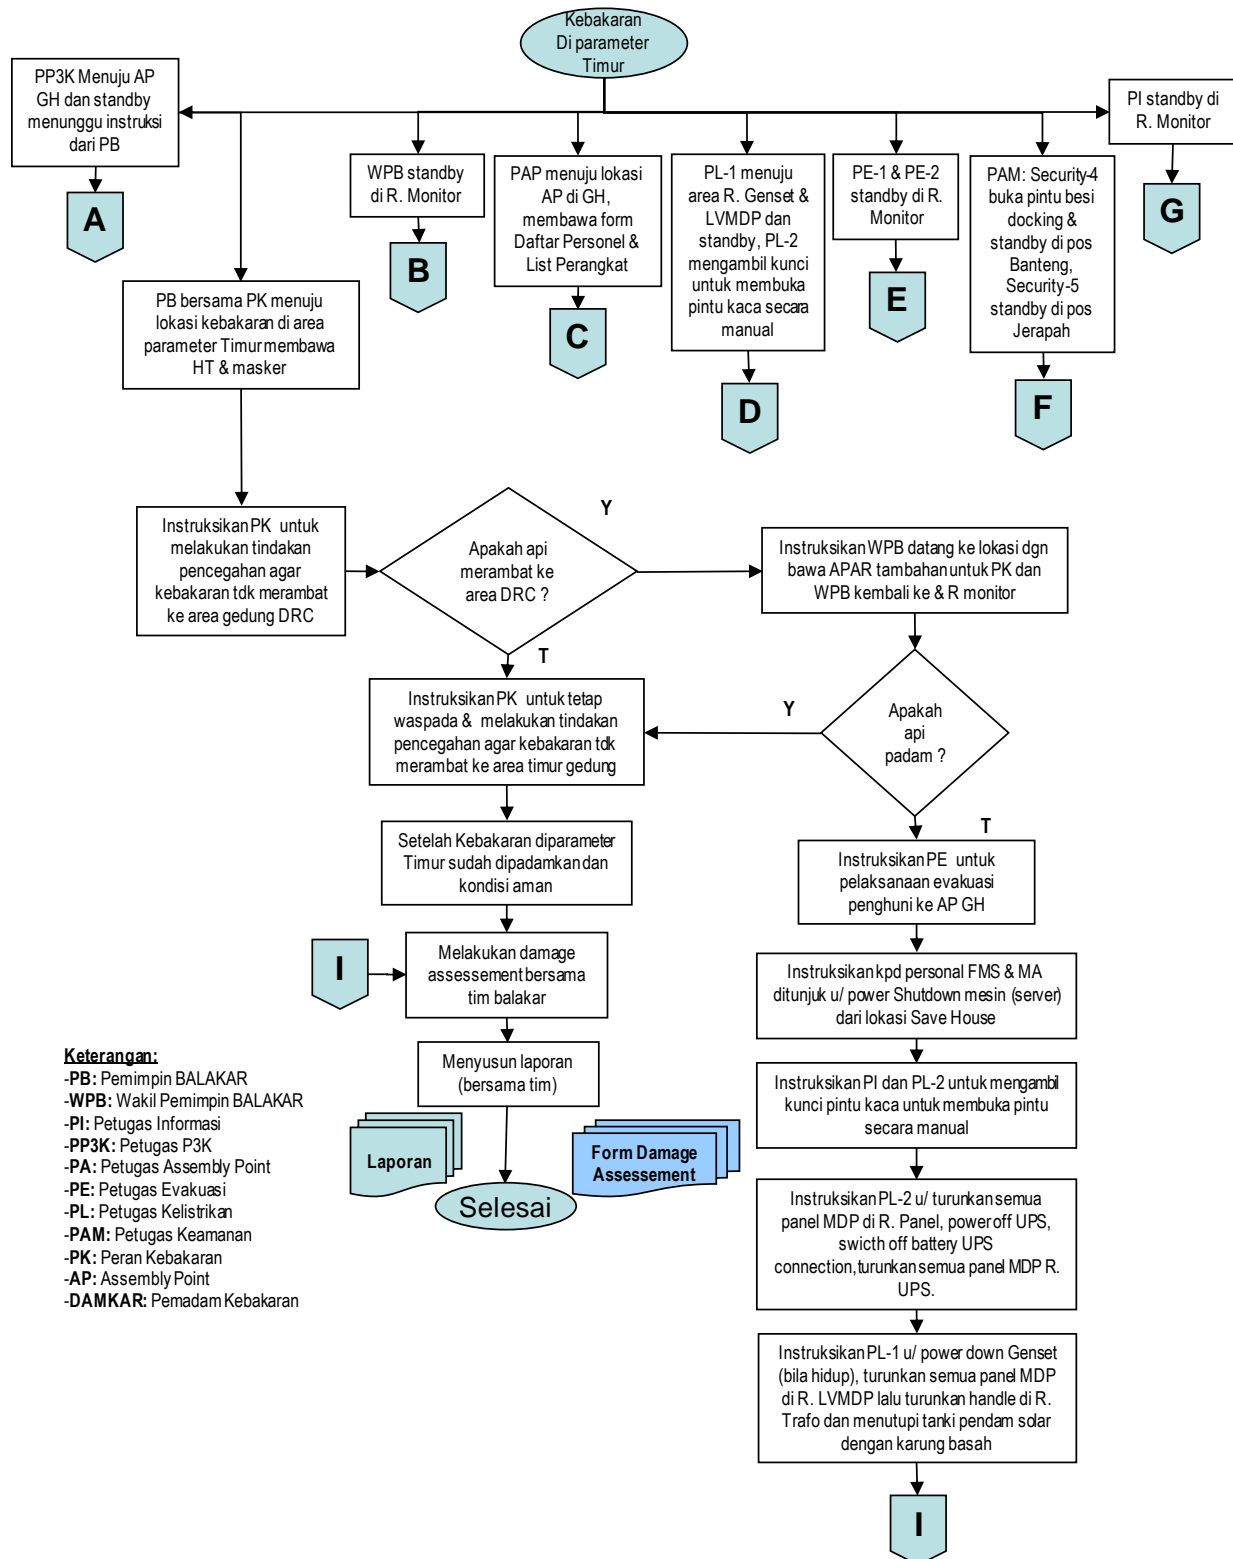 Kebakaran
Di parameter
Timur
PP3K Menuju AP
GH dan standby
menunggu instruksi
dari PB
PI standby di
R. Monitor
WPB standby
di R. Monitor
PAP menuju lokasi
AP di GH,
membawa form
Daftar Personel &
List Perangkat
PL-1 menuju
area R. Genset &
LVMDP dan
standby, PL-2
mengambil kunci
untuk membuka
pintu kaca secara
manual
PE-1 & PE-2
standby di R.
Monitor
PAM: Security-4
buka pintu besi
docking &
standby di pos
Banteng,
Security-5
standby di pos
Jerapah
A
B
C
D
E
F
G
PB bersama PK menuju
lokasi kebakaran di area
parameter Timur membawa
HT & masker
Instruksikan PK untuk
melakukan tindakan
pencegahan agar
kebakaran tdk merambat
ke area gedung DRC
Apakah api
merambat ke
area DRC ?
Y
Instruksikan WPB datang ke lokasi dgn
bawa APAR tambahan untuk PK dan
WPB kembali ke & R monitor
T
Instruksikan PK untuk tetap
waspada & melakukan tindakan
pencegahan agar kebakaran tdk
merambat ke area timur gedung
Y
Apakah
api
padam ?
T
Setelah Kebakaran diparameter
Timur sudah dipadamkan dan
kondisi aman
Instruksikan PE untuk
pelaksanaan evakuasi
penghuni ke AP GH
I
Melakukan damage
assessement bersama
tim balakar
Instruksikan kpd personal FMS & MA
ditunjuk u/ power Shutdown mesin (server)
dari lokasi Save House
Menyusun laporan
(bersama tim)
Instruksikan PI dan PL-2 untuk mengambil
kunci pintu kaca untuk membuka pintu
secara manual
Laporan
Form Damage
Assessement
Selesai
Instruksikan PL-2 u/ turunkan semua
panel MDP di R. Panel, power off UPS,
swicth off battery UPS
connection,turunkan semua panel MDP R.
UPS.
Instruksikan PL-1 u/ power down Genset
(bila hidup), turunkan semua panel MDP
di R. LVMDP lalu turunkan handle di R.
Trafo dan menutupi tanki pendam solar
dengan karung basah
I
Keterangan:
-PB: Pemimpin BALAKAR
-WPB: Wakil Pemimpin BALAKAR
-PI: Petugas Informasi
-PP3K: Petugas P3K
-PA: Petugas Assembly Point
-PE: Petugas Evakuasi
-PL: Petugas Kelistrikan
-PAM: Petugas Keamanan
-PK: Peran Kebakaran
-AP: Assembly Point
-DAMKAR: Pemadam Kebakaran